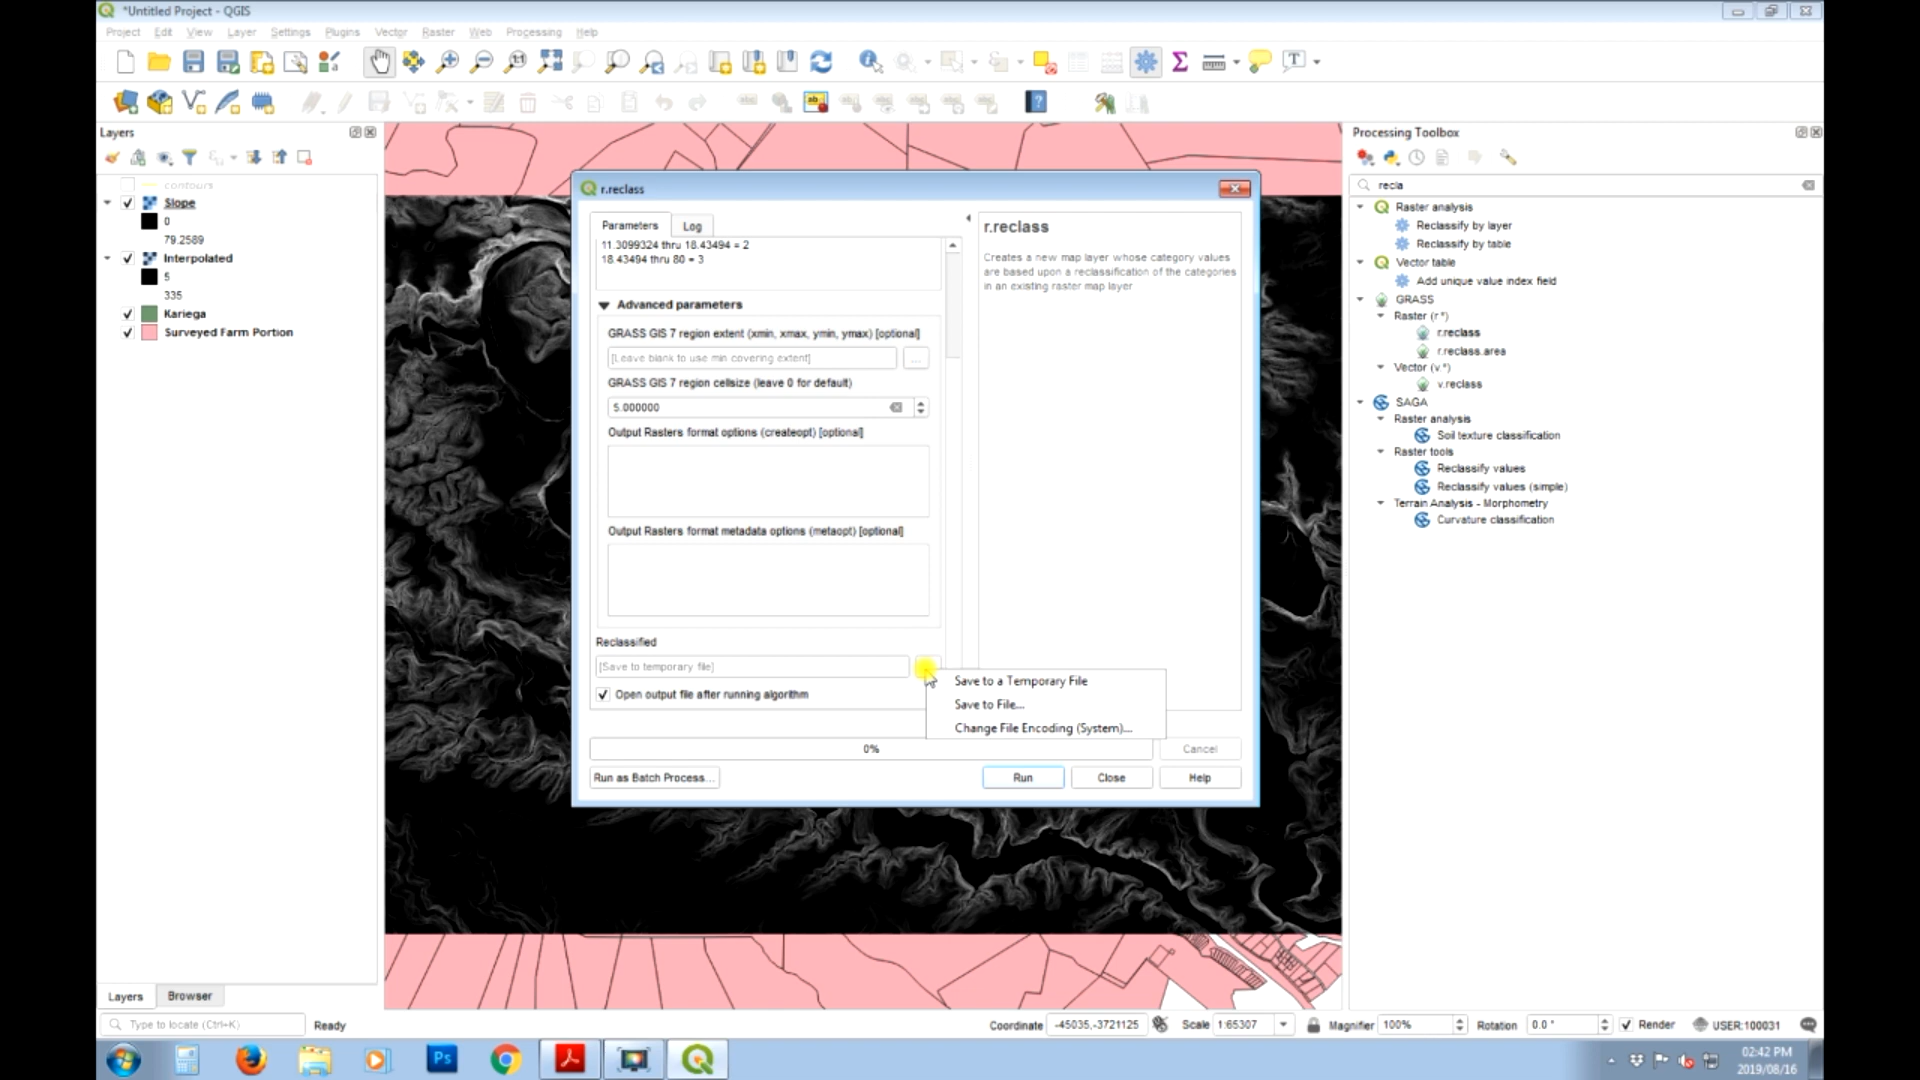 *Untitled Project - QGIS
Project Edit View Layer Settings Plugins Vector Raster Web Processing Help
Layers
contours
Slope
0
79.2589
Interpolated
5
335
Kariega
Surveyed Farm Portion
Layers Browser
r.reclass
Parameters Log
11.3099324 thru 18.43494 = 2
18.43494 thru 80 = 3
Advanced parameters
GRASS GIS 7 region extent (xmin, xmax, ymin, ymax) [optional]
[Leave blank to use min covering extent]
...
GRASS GIS 7 region cellsize (leave 0 for default)
5.000000
Output Rasters format options (createopt) [optional]
Output Rasters format metadata options (metaopt) [optional]
Reclassified
[Save to temporary file]
Open output file after running algorithm
r.reclass
Creates a new map layer whose category values
are based upon a reclassification of the categories
in an existing raster map layer
Save to a Temporary File
Save to File...
Change File Encoding (System)...
0%
Cancel
Run as Batch Process...
Run
Close
Help
Processing Toolbox
recla
Raster analysis
Reclassify by layer
Reclassify by table
Vector table
Add unique value index field
GRASS
Raster (r.*)
r.reclass
r.reclass.area
Vector (v.*)
v.reclass
SAGA
Raster analysis
Soil texture classification
Raster tools
Reclassify values
Reclassify values (simple)
Terrain Analysis - Morphometry
Curvature classification
Type to locate (Ctrl+K)
Ready
Coordinate -45035,-3721125 Scale 1:65307 Magnifier 100% Rotation 0.0 ° Render USER:100031
Ps
02:42 PM
2019/08/16